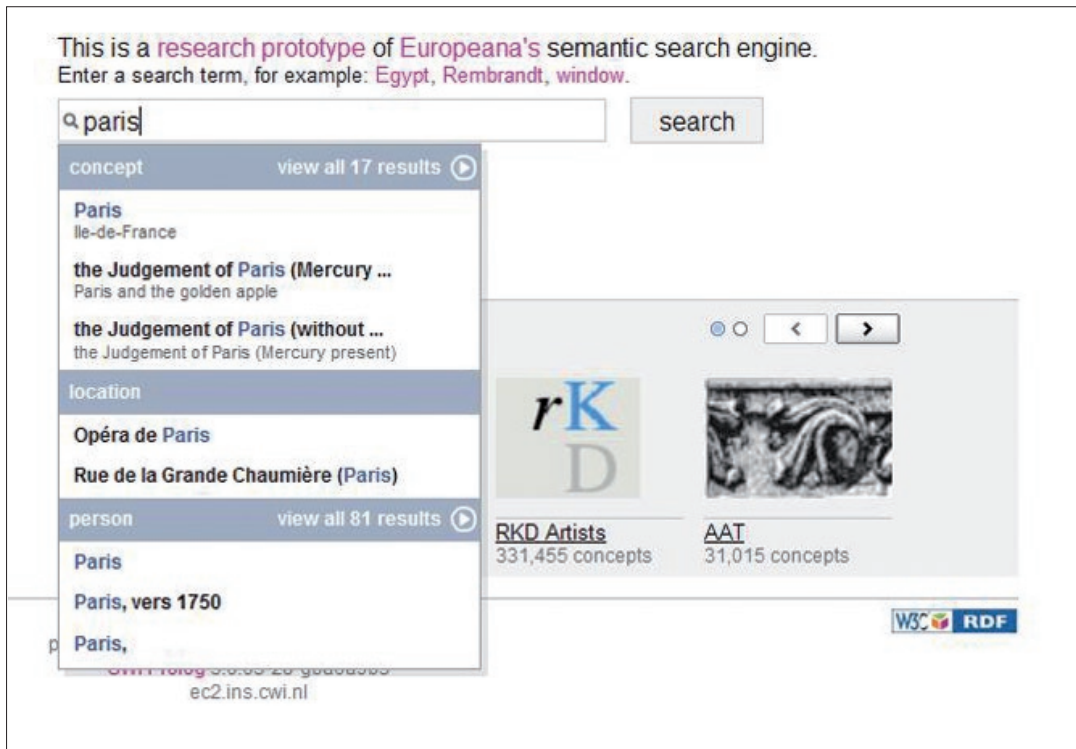 This is a research prototype of Europeana's semantic search engine.
Enter a search term, for example: Egypt, Rembrandt, window.
paris
search
concept view all 17 results
Paris
Ile-de-France
the Judgement of Paris (Mercury ...
Paris and the golden apple
the Judgement of Paris (without ...
the Judgement of Paris (Mercury present)
location
Opéra de Paris
Rue de la Grande Chaumière (Paris)
person view all 81 results
Paris
Paris, vers 1750
Paris,
rKD
RKD Artists
331,455 concepts
AAT
31,015 concepts
W3C RDF
ec2.ins.cwi.nl